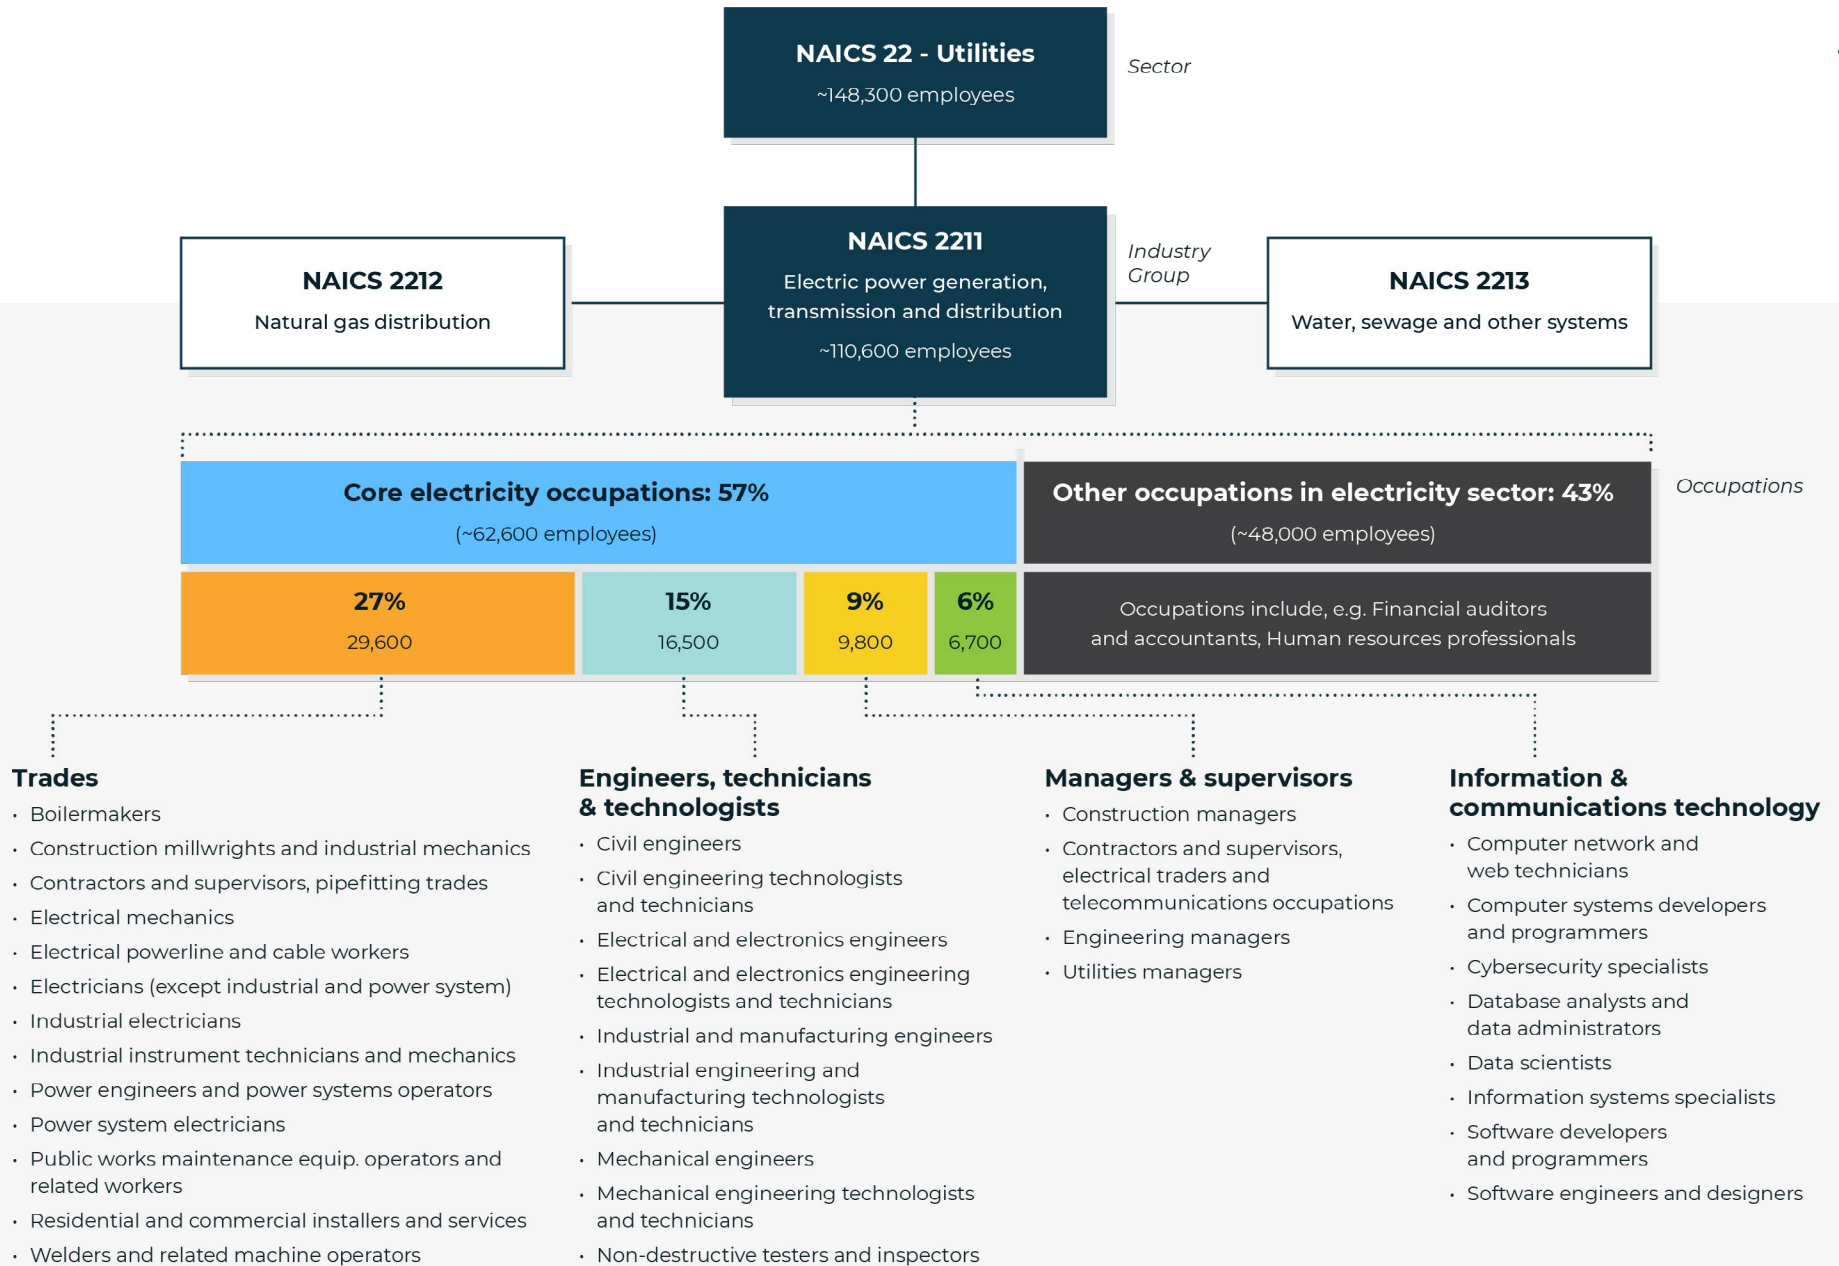 NAICS 22 - Utilities
~148,300 employees
Sector
NAICS 2212
Natural gas distribution
NAICS 2211
Electric power generation,
transmission and distribution
~110,600 employees
Industry
Group
NAICS 2213
Water, sewage and other systems
Core electricity occupations: 57%
(~62,600 employees)
Other occupations in electricity sector: 43%
(~48,000 employees)
Occupations
27%
29,600
15%
16,500
9%
9,800
6%
6,700
Occupations include, e.g. Financial auditors
and accountants, Human resources professionals
Trades
· Boilermakers
· Construction millwrights and industrial mechanics
· Contractors and supervisors, pipefitting trades
· Electrical mechanics
· Electrical powerline and cable workers
· Electricians (except industrial and power system)
· Industrial electricians
· Industrial instrument technicians and mechanics
· Power engineers and power systems operators
· Power system electricians
· Public works maintenance equip. operators and
related workers
· Residential and commercial installers and services
· Welders and related machine operators
Engineers, technicians
& technologists
· Civil engineers
· Civil engineering technologists
and technicians
· Electrical and electronics engineers
· Electrical and electronics engineering
technologists and technicians
· Industrial and manufacturing engineers
· Industrial engineering and
manufacturing technologists
and technicians
· Mechanical engineers
· Mechanical engineering technologists
and technicians
· Non-destructive testers and inspectors
Managers & supervisors
· Construction managers
· Contractors and supervisors,
electrical traders and
telecommunications occupations
· Engineering managers
· Utilities managers
Information &
communications technology
· Computer network and
web technicians
· Computer systems developers
and programmers
· Cybersecurity specialists
· Database analysts and
data administrators
· Data scientists
· Information systems specialists
· Software developers
and programmers
· Software engineers and designers